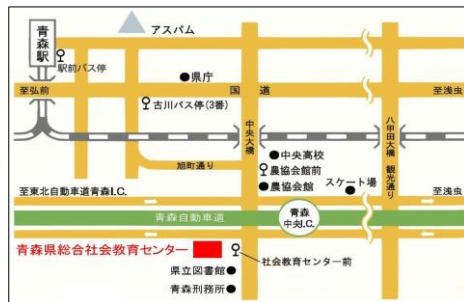 アスパム
青森駅
駅前バス停
県庁
至弘前
国道
至浅虫
古川バス停(3番)
中央大橋
八甲田大橋 観光通り
旭町通り
中央高校
農協会館前
農協会館
スケート場
至東北自動車道青森I.C.
至浅虫
青森自動車道
青森
中央I.C.
青森県総合社会教育センター
社会教育センター前
県立図書館
青森刑務所